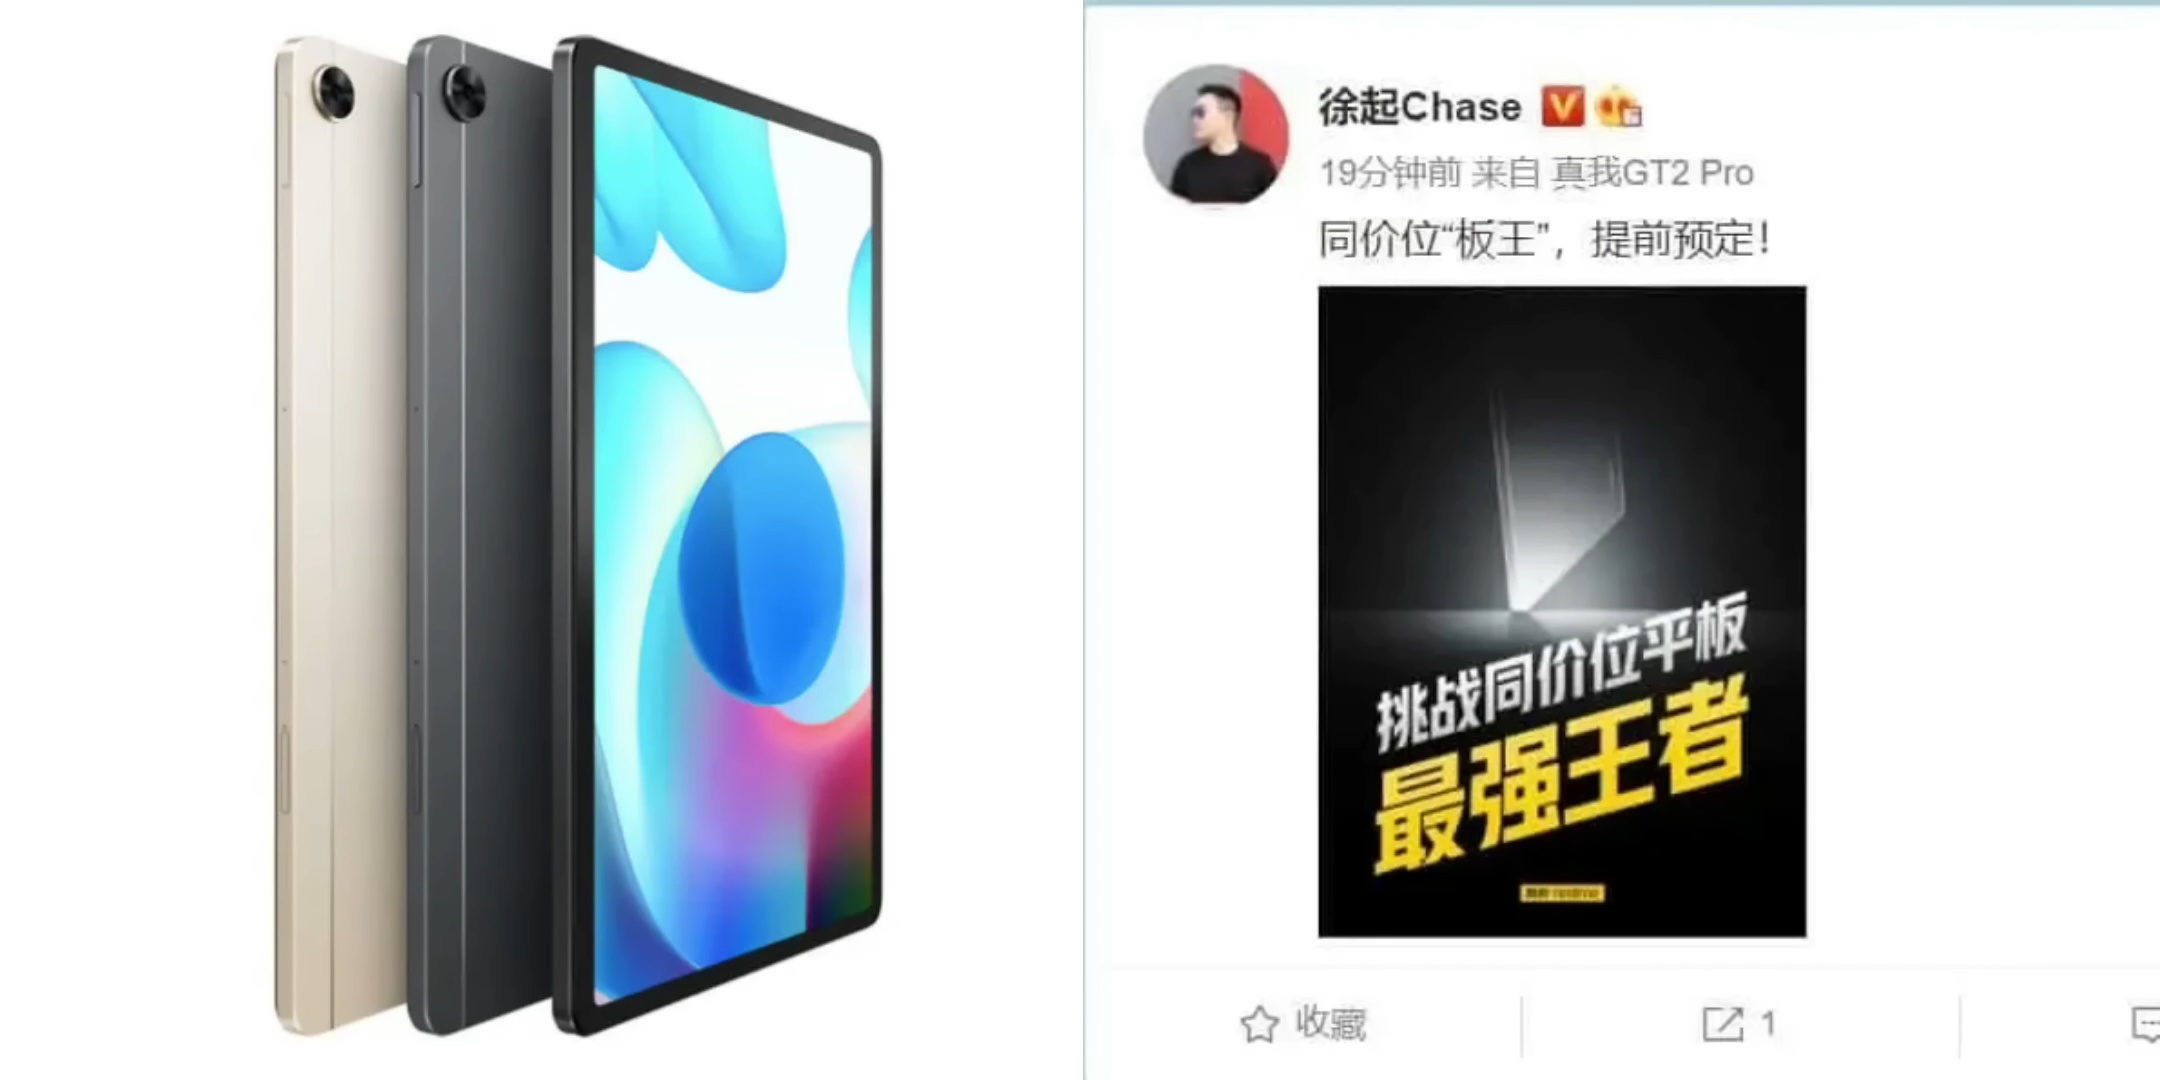 徐起Chase
19分钟前 来自 真我GT2 Pro
同价位“板王”，提前预定！
挑战同价位平板
最强王者
realme
收藏
1